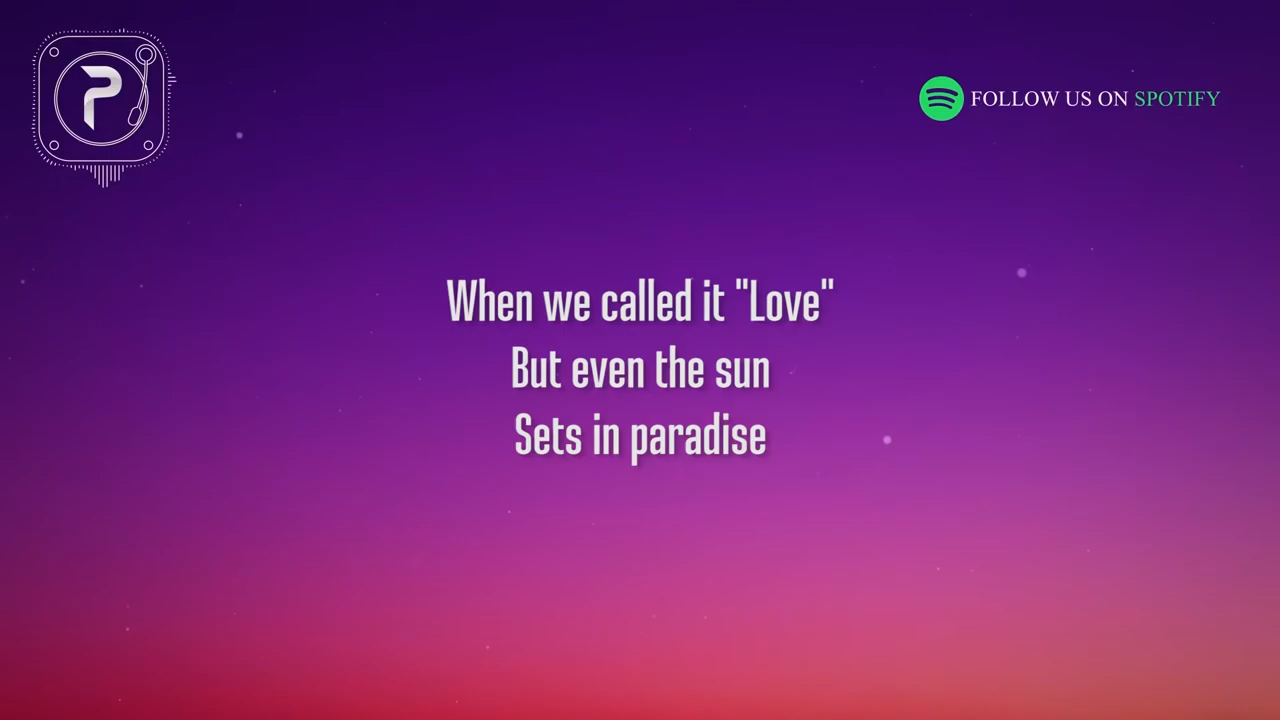 FOLLOW US ON SPOTIFY
When we called it "Love"
But even the sun
Sets in paradise